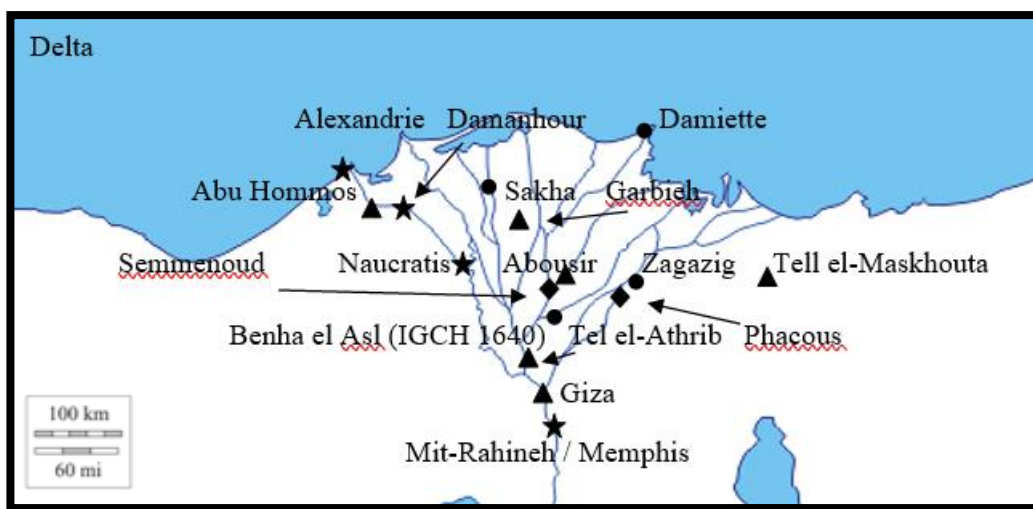 Delta
Alexandrie Damanhour Damiette
Abu Hommos Sakha Garbieh
Semmenoud Naucratis Abousir Zagazig Tell el-Maskhouta
Benha el Asl (IGCH 1640) Tel el-Athrib Phacous
Giza
100 km
60 mi
Mit-Rahineh / Memphis